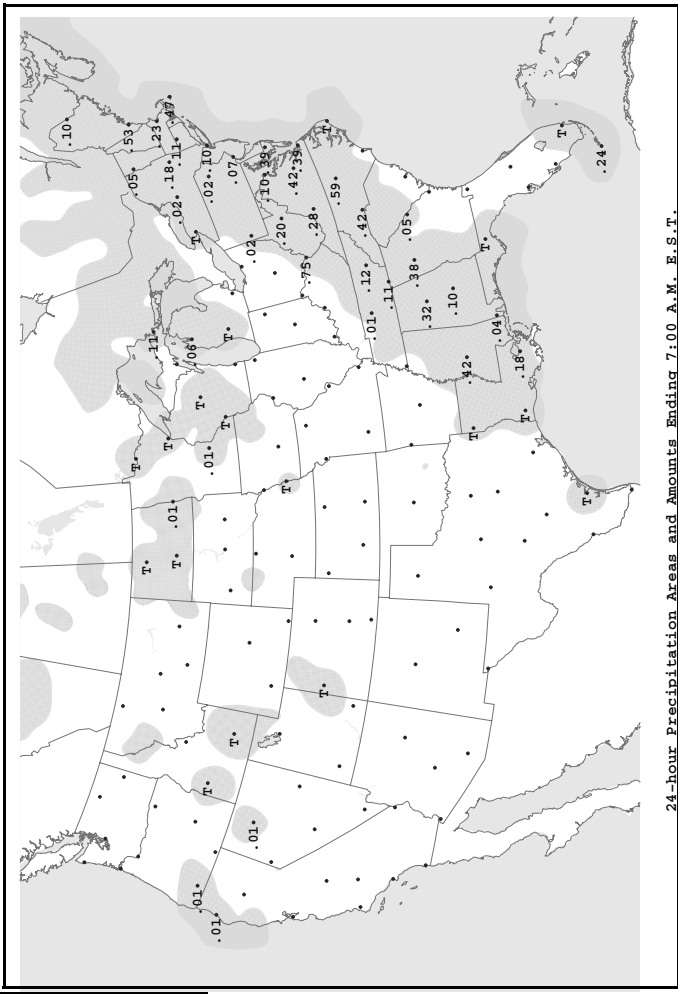 .10
.53
.05
T
T
.11
.23
T
.01
.18
.47
T
.02
.11
.01
.06
T
T
.01
.02
.10
T
.01
T
T
.07
T
.02
.01
.10
.39
.20
T
.42
.39
.75
.28
T
T
.59
.42
.12
.01
.11
.05
.38
.32
.10
.42
T
T
.04
.18
T
T
T
.24
24-hour Precipitation Areas and Amounts Ending 7:00 A.M. E.S.T.